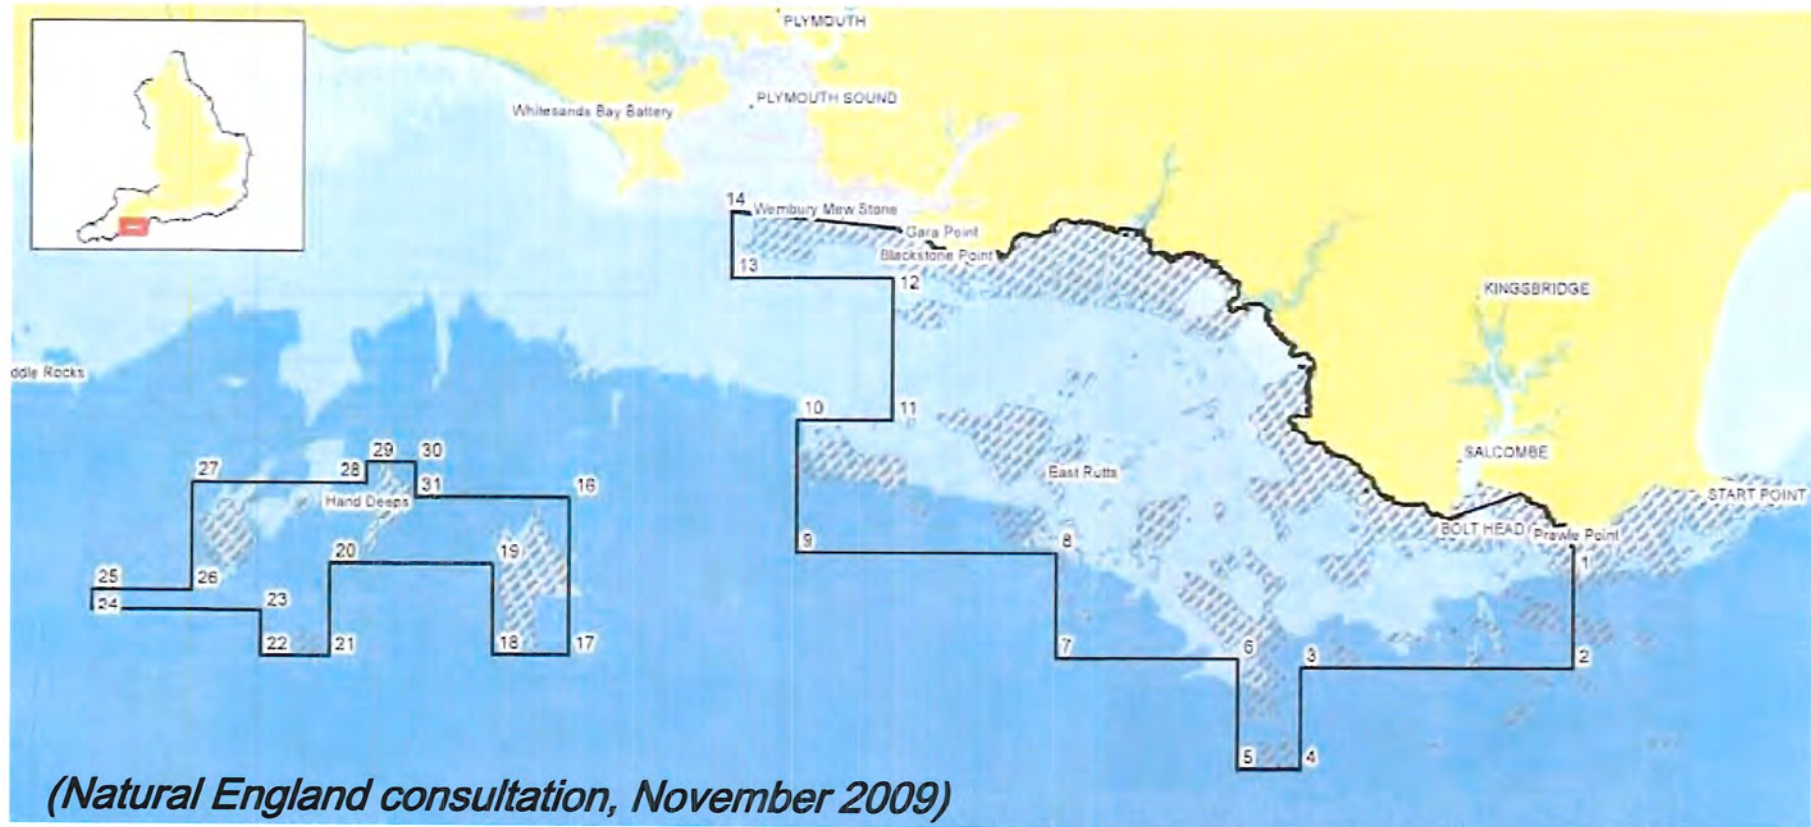 PLYMOUTH
PLYMOUTH SOUND
Whitesands Bay Battery
14
Wembury Mew Stone
Gara Point
Blackstone Point
13
12
KINGSBRIDGE
ddle Rocks
10
11
29
30
27
28
31
16
Hand Deeps
East Rutts
SALCOMBE
START POINT
BOLT HEAD
Prawle Point
20
19
9
8
1
25
26
24
23
22
21
18
17
7
6
3
2
5
4
(Natural England consultation, November 2009)